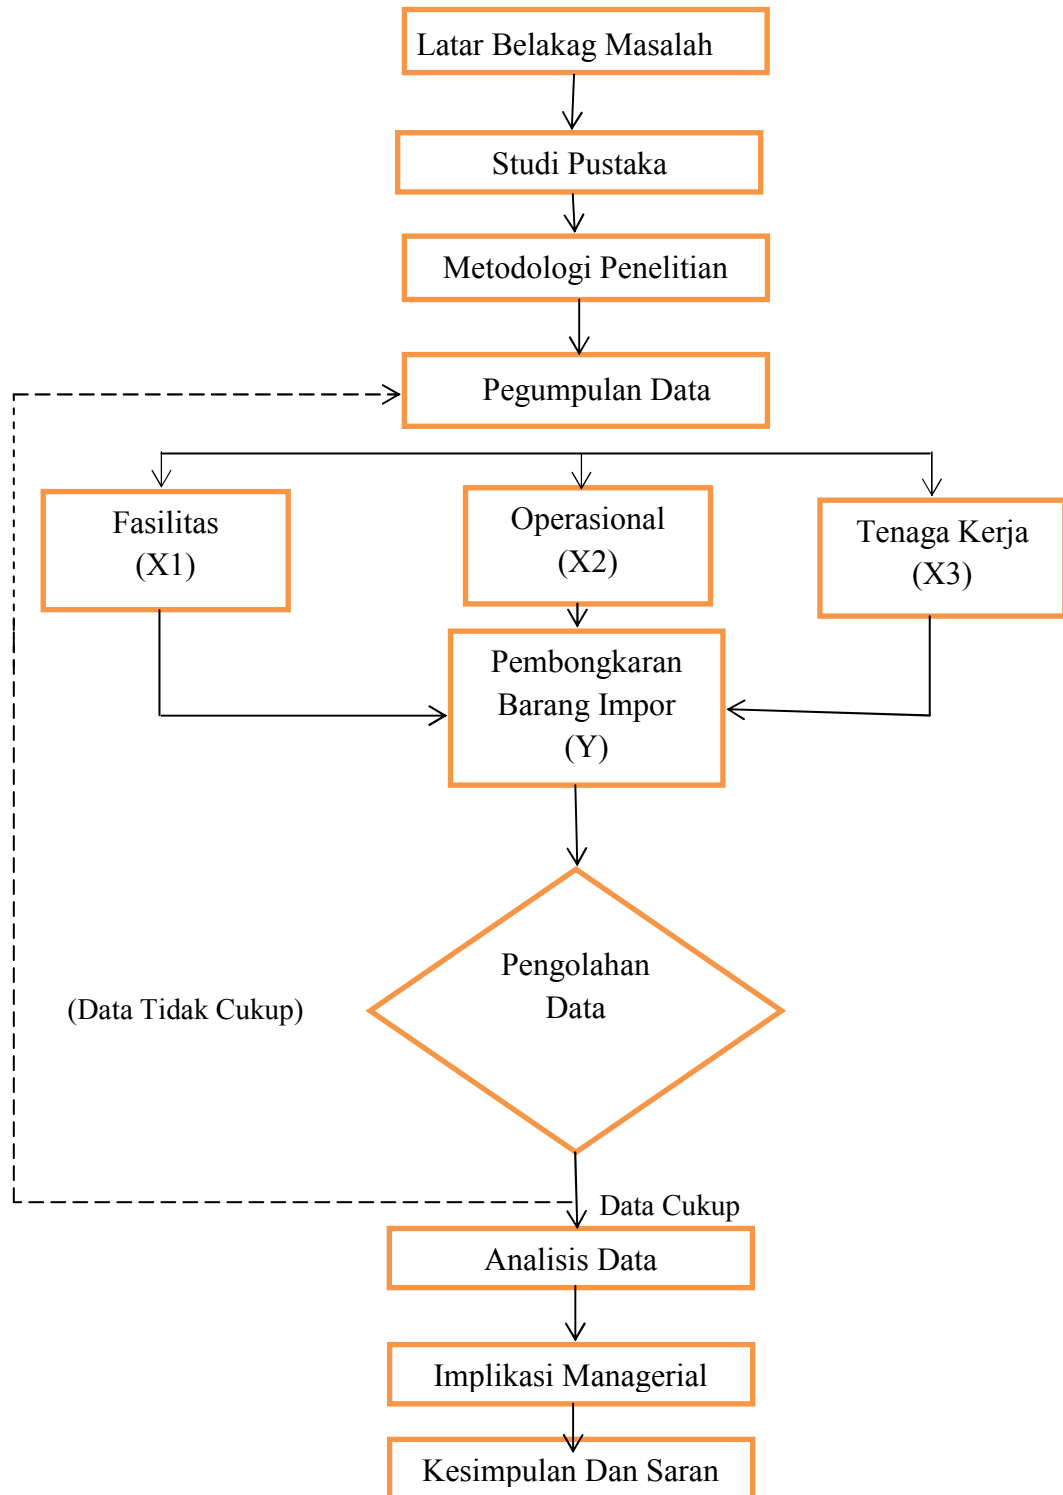 Latar Belakag Masalah
Studi Pustaka
Metodologi Penelitian
Pegumpulan Data
Fasilitas
(X1)
Operasional
(X2)
Tenaga Kerja
(X3)
Pembongkaran
Barang Impor
(Y)
Pengolahan
Data
(Data Tidak Cukup)
Data Cukup
Analisis Data
Implikasi Managerial
Kesimpulan Dan Saran